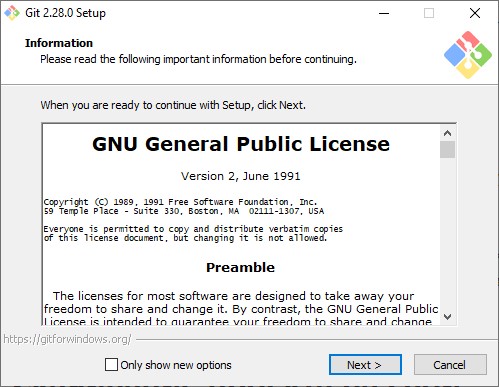 Git 2.28.0 Setup
Information
Please read the following important information before continuing.
When you are ready to continue with Setup, click Next.
GNU General Public License
Version 2, June 1991
Copyright (C) 1989, 1991 Free Software Foundation, Inc.
59 Temple Place - Suite 330, Boston, MA  02111-1307, USA
Everyone is permitted to copy and distribute verbatim copies
of this license document, but changing it is not allowed.
Preamble
The licenses for most software are designed to take away your
freedom to share and change it. By contrast, the GNU General Public
License is intended to guarantee your freedom to share and change
https://gitforwindows.org/
Only show new options
Next >
Cancel